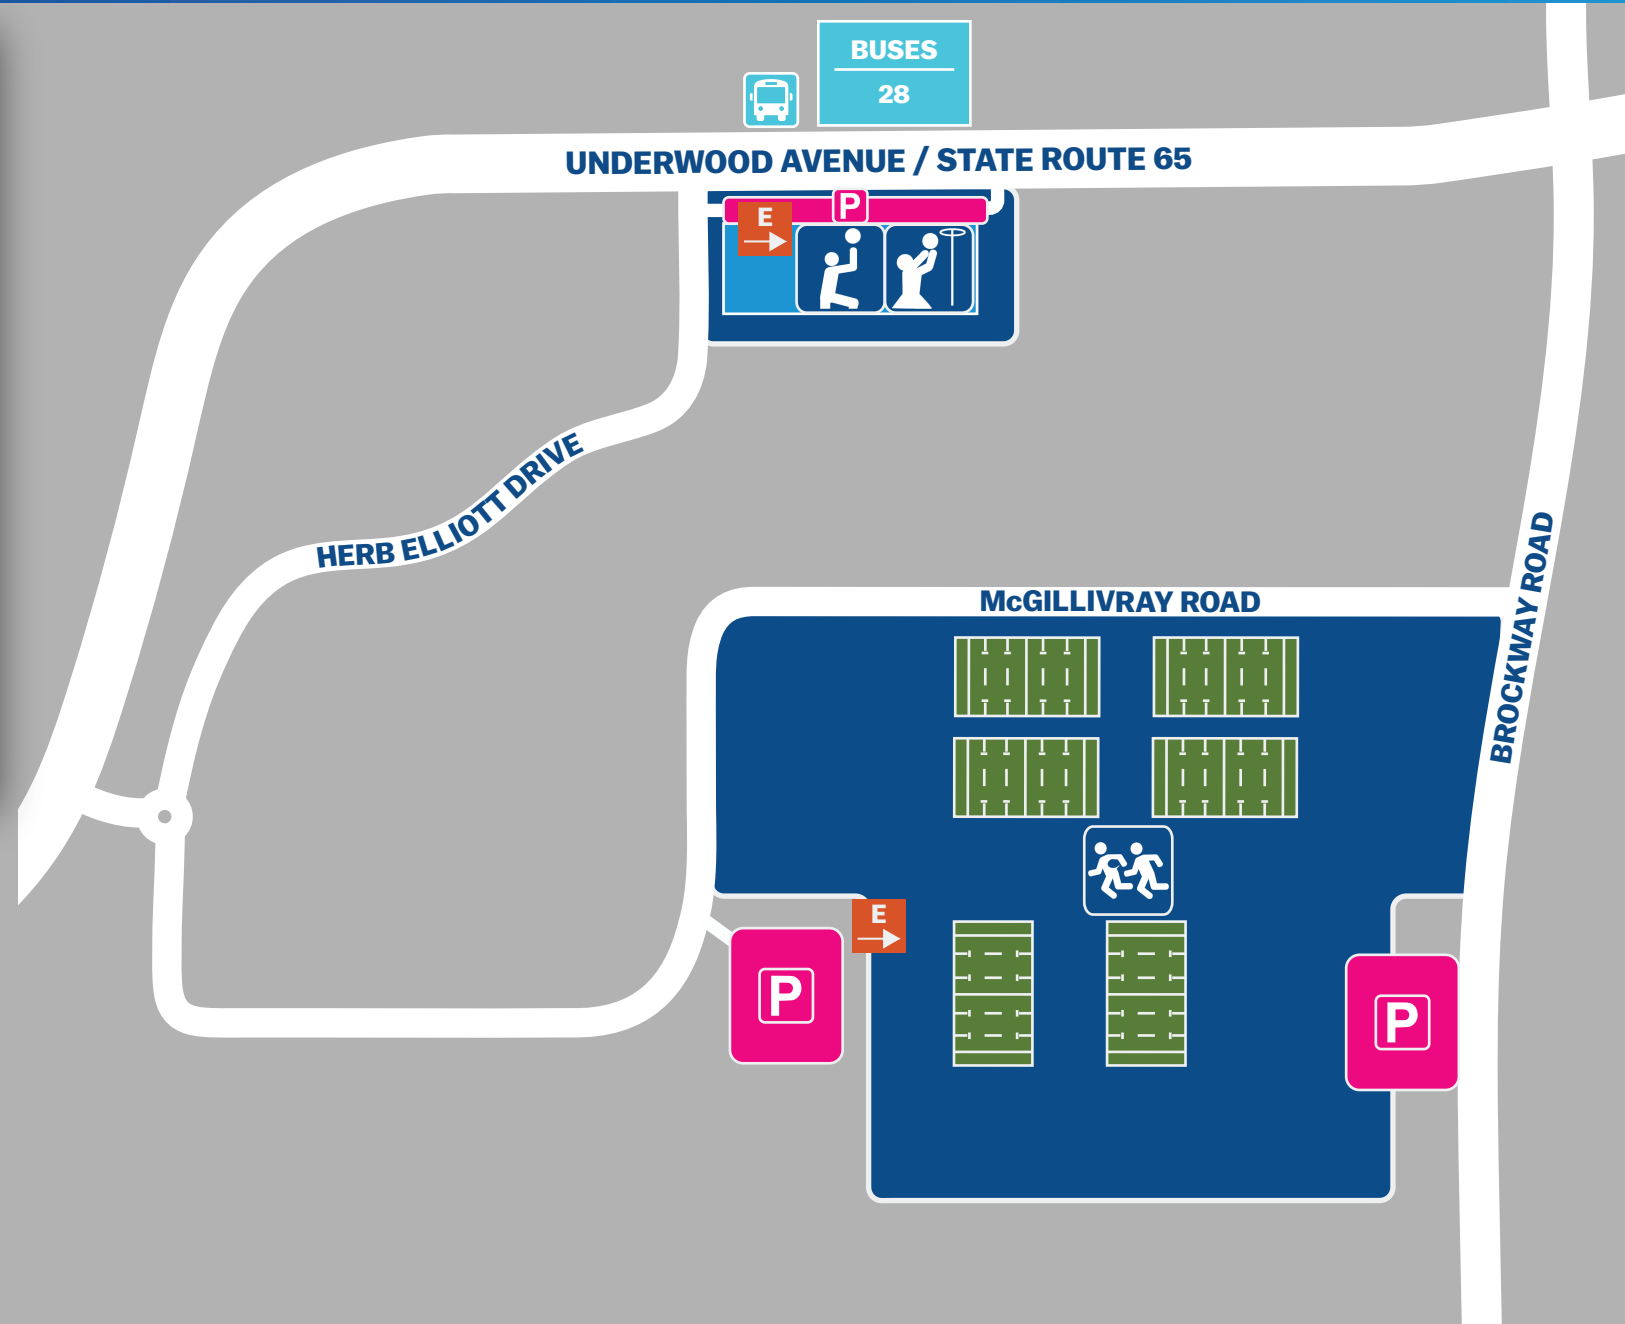 BUSES
28
UNDERWOOD AVENUE / STATE ROUTE 65
P
E
HERB ELLIOTT DRIVE
McGILLIVRAY ROAD
BROCKWAY ROAD
E
P
P